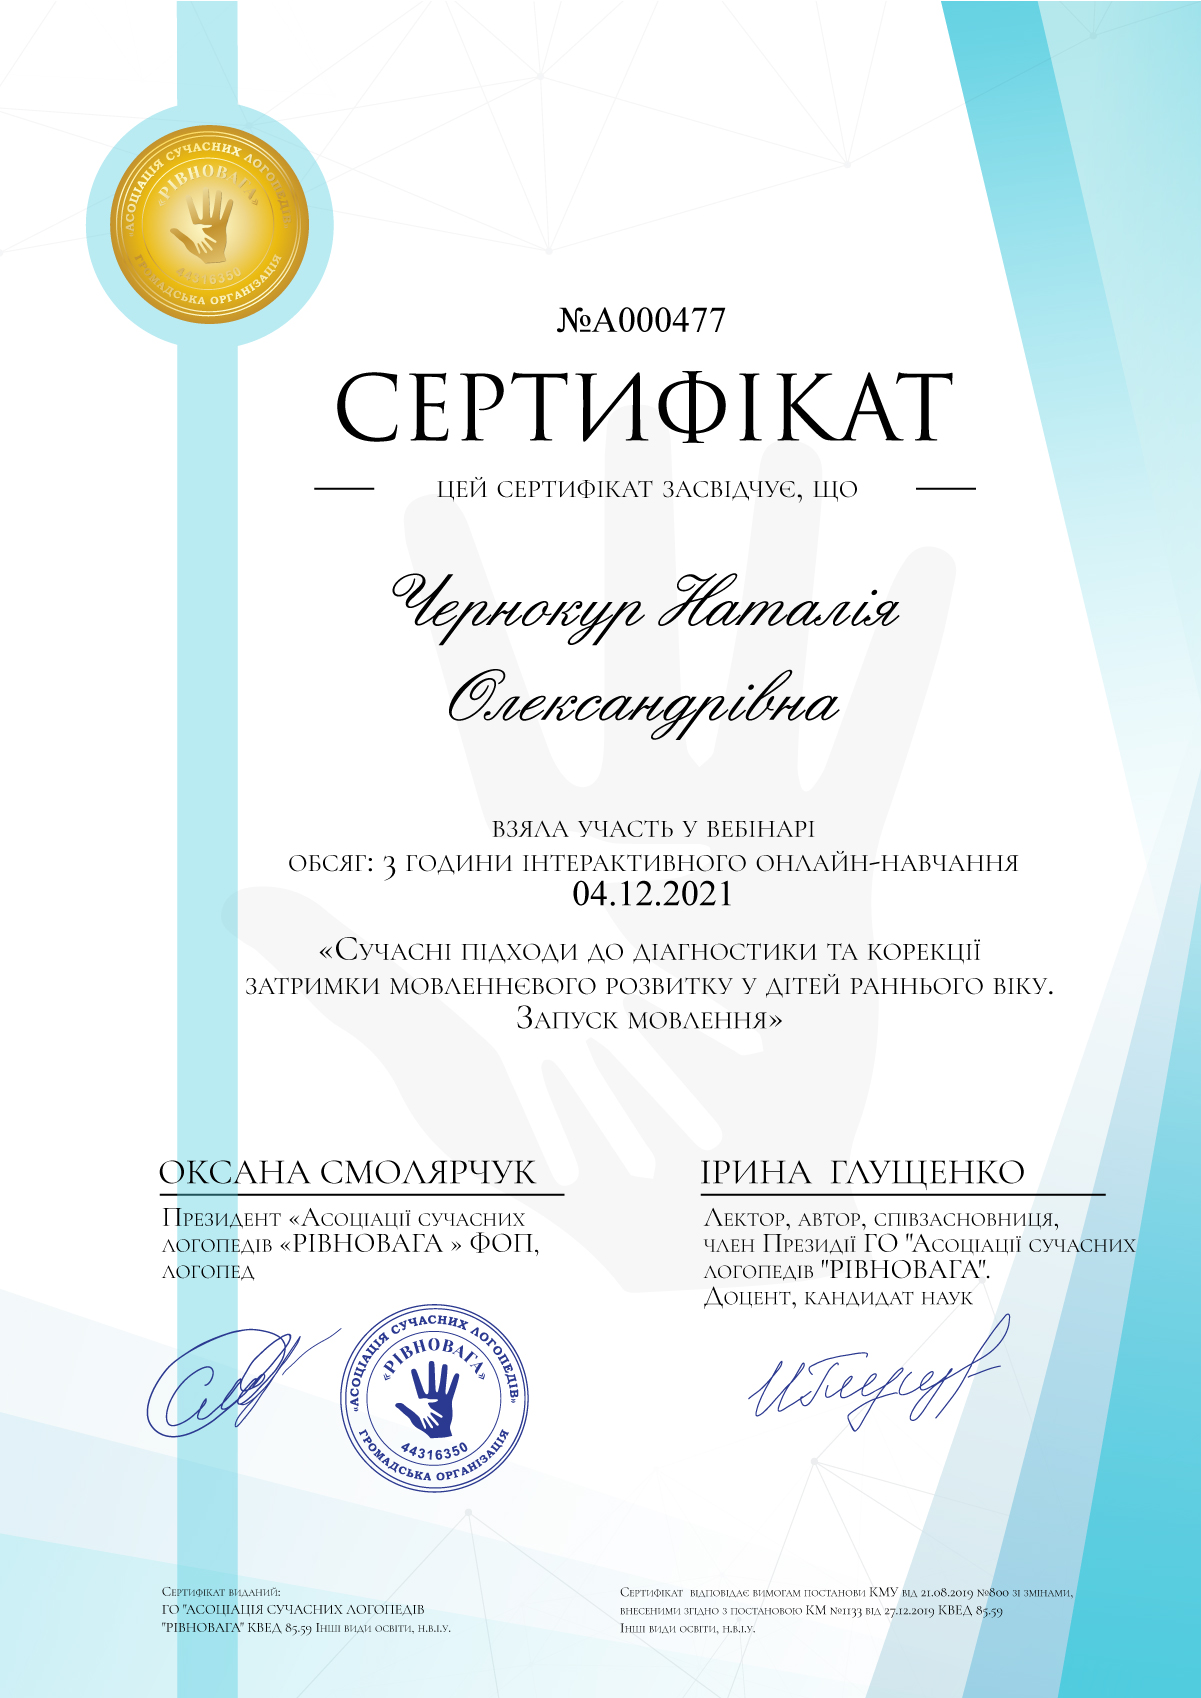 «АСОЦІАЦІЯ СУЧАСНИХ ЛОГОПЕДІВ»
«РІВНОВАГА»
44316350
ГРОМАДСЬКА ОРГАНІЗАЦІЯ
№А000477
СЕРТИФІКАТ
ЦЕЙ СЕРТИФІКАТ ЗАСВІДЧУЄ, ЩО
Чернокур Наталія
Олександрівна
ВЗЯЛА УЧАСТЬ У ВЕБІНАРІ
ОБСЯГ: 3 ГОДИНИ ІНТЕРАКТИВНОГО ОНЛАЙН-НАВЧАННЯ
04.12.2021
«Сучасні підходи до діагностики та корекції
затримки мовленнєвого розвитку у дітей раннього віку.
Запуск мовлення»
ОКСАНА СМОЛЯРЧУК
Президент «Асоціації сучасних
логопедів «РІВНОВАГА » ФОП,
логопед
ІРИНА ГЛУЩЕНКО
Лектор, автор, співзасновниця,
член Президії ГО "Асоціації сучасних
логопедів "РІВНОВАГА".
Доцент, кандидат наук
«АСОЦІАЦІЯ СУЧАСНИХ ЛОГОПЕДІВ»
«РІВНОВАГА»
44316350
ГРОМАДСЬКА ОРГАНІЗАЦІЯ
Сертифікат виданий:
ГО "АСОЦІАЦІЯ СУЧАСНИХ ЛОГОПЕДІВ
"РІВНОВАГА" КВЕД 85.59 Інші види освіти, н.в.і.у.
Сертифікат відповідає вимогам постанови КМУ від 21.08.2019 №800 зі змінами,
внесеними згідно з постановою КМ №1133 від 27.12.2019 КВЕД 85.59
Інші види освіти, н.в.і.у.